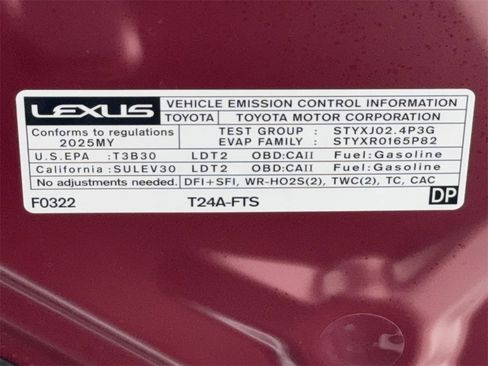 LEXUS VEHICLE EMISSION CONTROL INFORMATION
TOYOTA TOYOTA MOTOR CORPORATION
Conforms to regulations TEST GROUP : STYXJ02.4P3G
2025MY EVAP FAMILY : STYXR0165P82
U.S.EPA : T3B30 LDT2 OBD:CAII Fuel:Gasoline
California : SULEV30 LDT2 OBD:CAII Fuel:Gasoline
No adjustments needed. DFI+SFI, WR-HO2S(2), TWC(2), TC, CAC
F0322 T24A-FTS DP